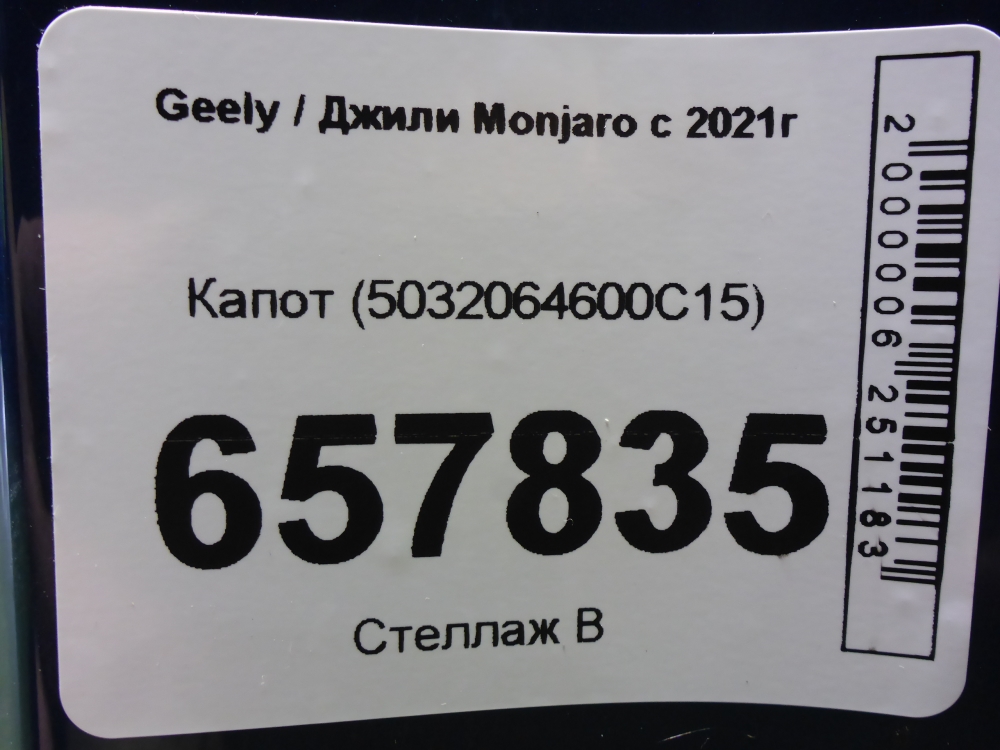 Geely / Джили Monjaro с 2021г
Капот (5032064600C15)
657835
Стеллаж В
2000006251183